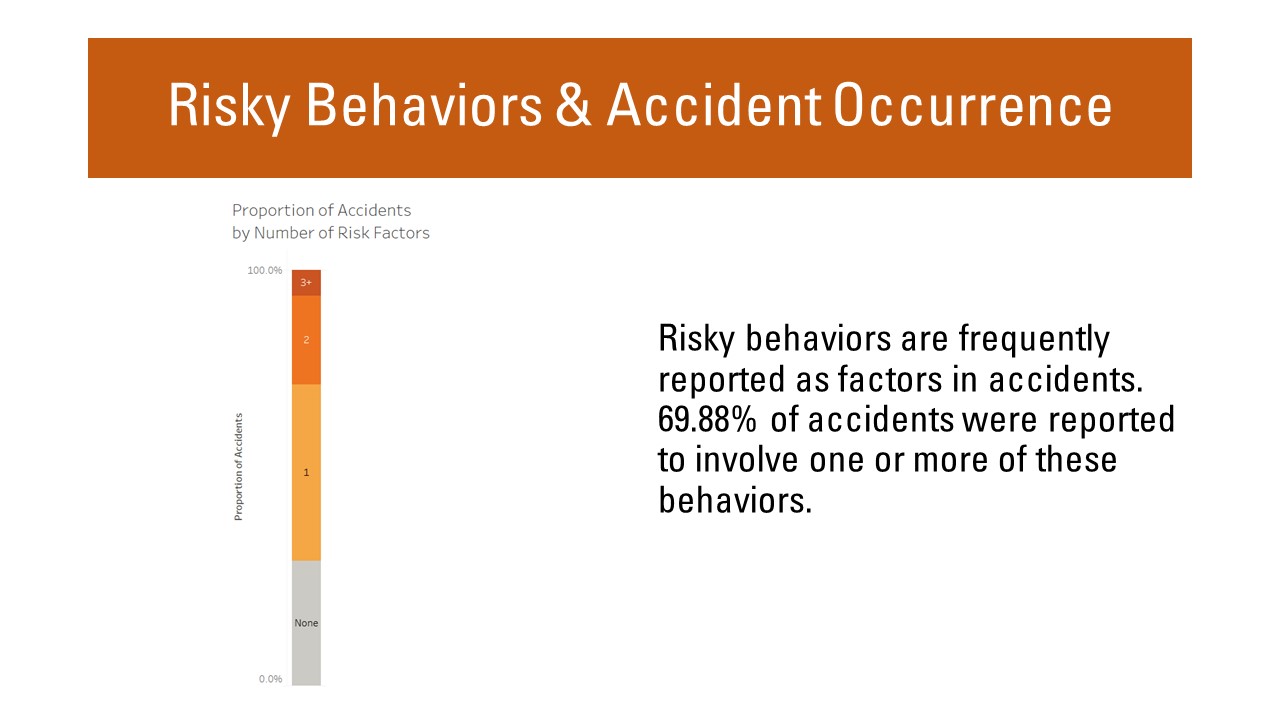 Risky Behaviors & Accident Occurrence
Proportion of Accidents
by Number of Risk Factors
100.0%
3+
2
Proportion of Accidents
1
None
0.0%
Risky behaviors are frequently
reported as factors in accidents.
69.88% of accidents were reported
to involve one or more of these
behaviors.